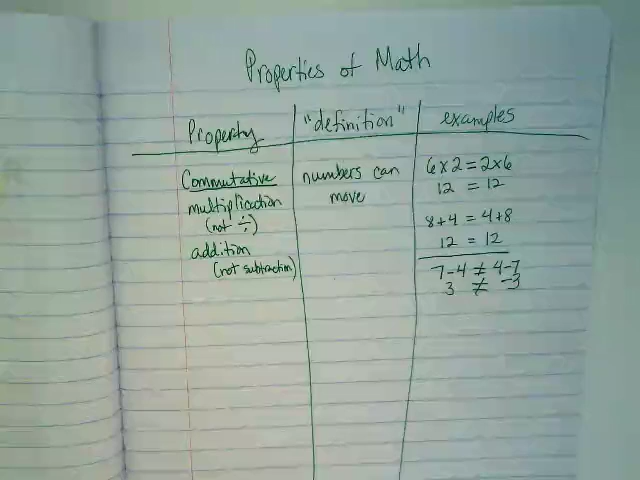 Properties of Math
Property "definition" examples
Commutative numbers can 6x2 = 2x6
multiplication move 12 = 12
(not ÷) 8+4 = 4+8
addition 12 = 12
(not subtraction) 7-4 ≠ 4-7
3 ≠ -3